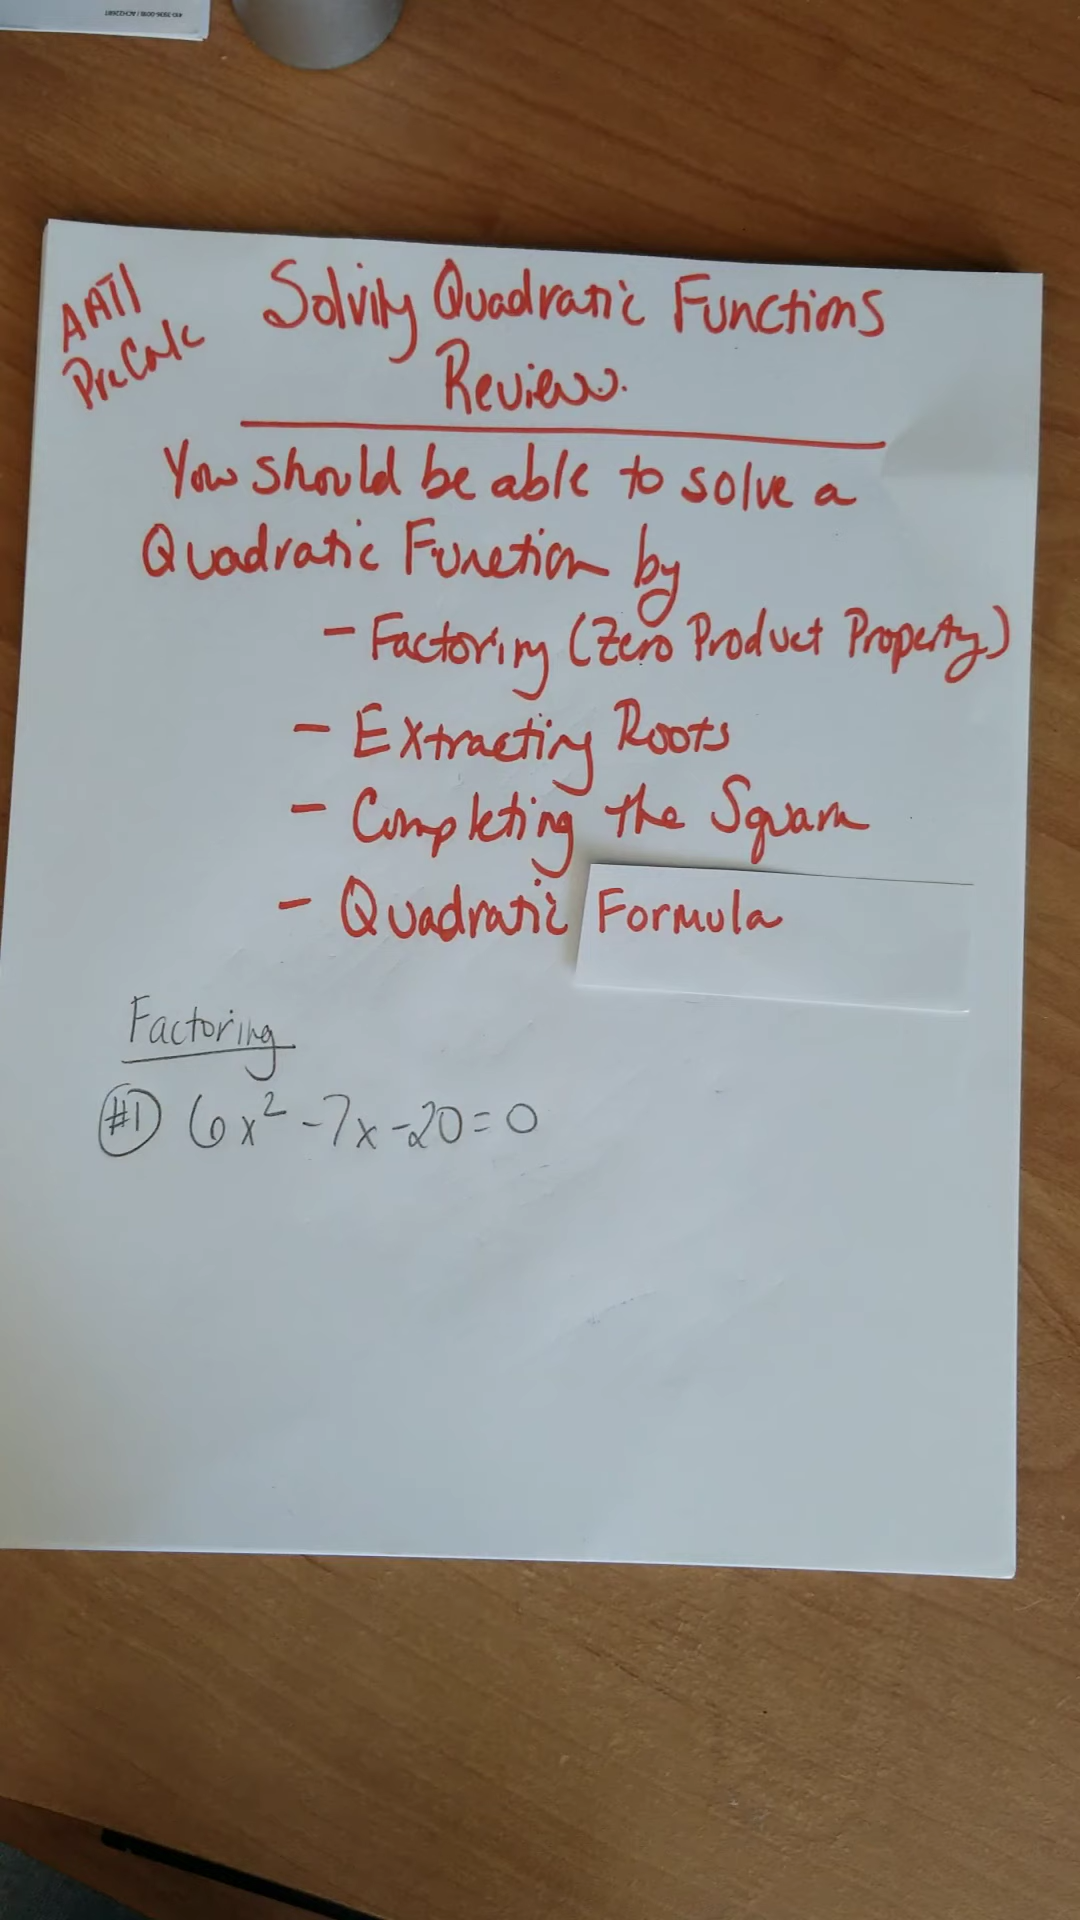 AAT1
PreCalc
Solving Quadratic Functions
Review.
You should be able to solve a
Quadratic Function by
- Factoring (Zero Product Property)
- Extracting Roots
- Completing the Square
- Quadratic Formula
Factoring
#1 6x² -7x -20 = 0